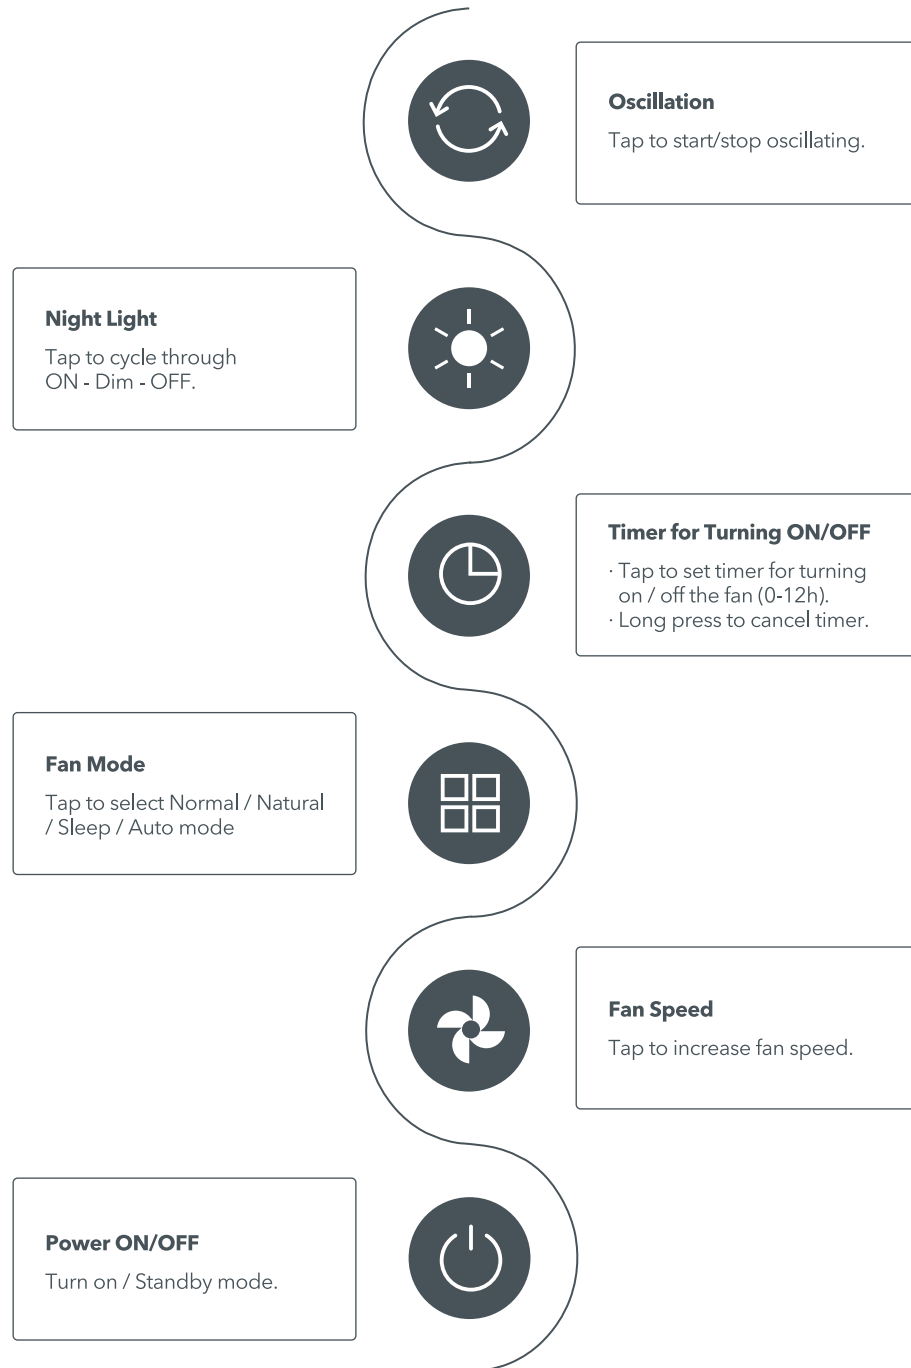 Oscillation
Tap to start/stop oscillating.
Night Light
Tap to cycle through
ON - Dim - OFF.
Timer for Turning ON/OFF
· Tap to set timer for turning
on / off the fan (0-12h).
· Long press to cancel timer.
Fan Mode
Tap to select Normal / Natural
/ Sleep / Auto mode
Fan Speed
Tap to increase fan speed.
Power ON/OFF
Turn on / Standby mode.